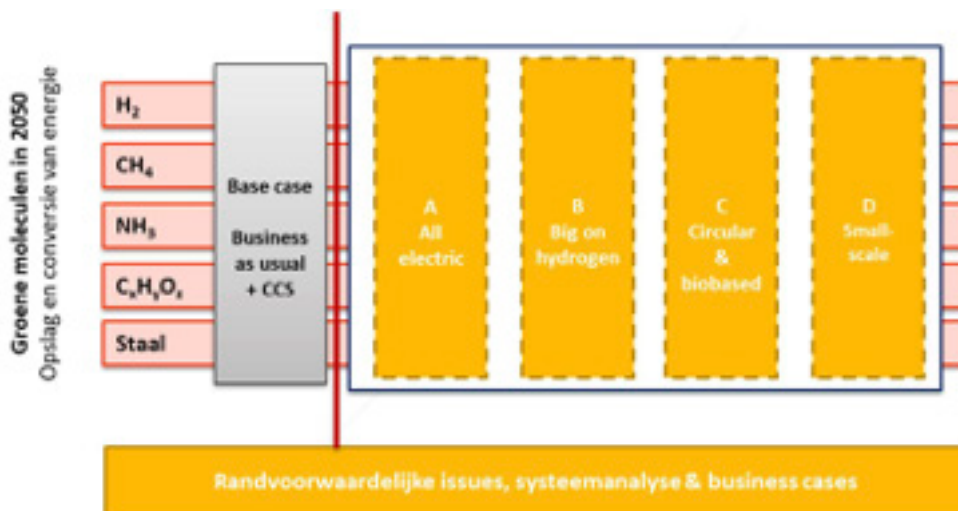 Groene moleculen in 2050
Opslag en conversie van energie
H₂
CH₄
NH₃
CₓHᵧOₓ
Staal
Base case
Business
as usual
+ CCS
A
All
electric
B
Big on
hydrogen
C
Circular
&
biobased
D
Small-
scale
Randvoorwaardelijke issues, systeemanalyse & business cases